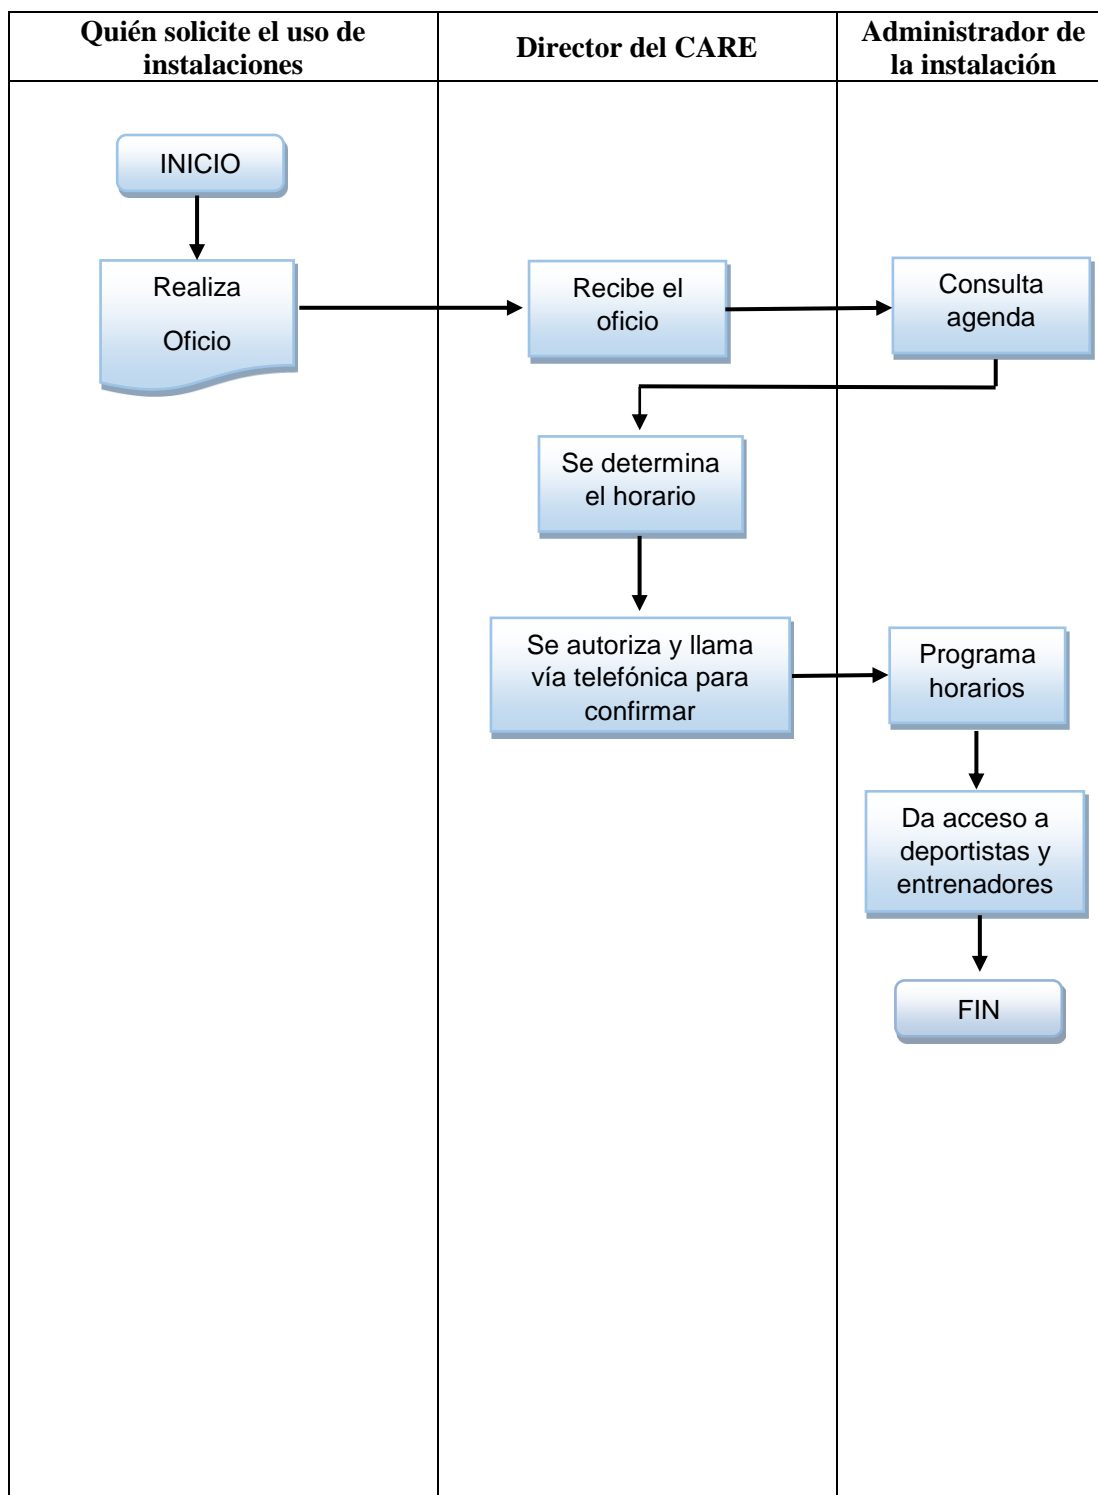 Quién solicite el uso de
instalaciones
Director del CARE
Administrador de
la instalación
INICIO
Realiza
Oficio
Recibe el
oficio
Consulta
agenda
Se determina
el horario
Se autoriza y llama
vía telefónica para
confirmar
Programa
horarios
Da acceso a
deportistas y
entrenadores
FIN